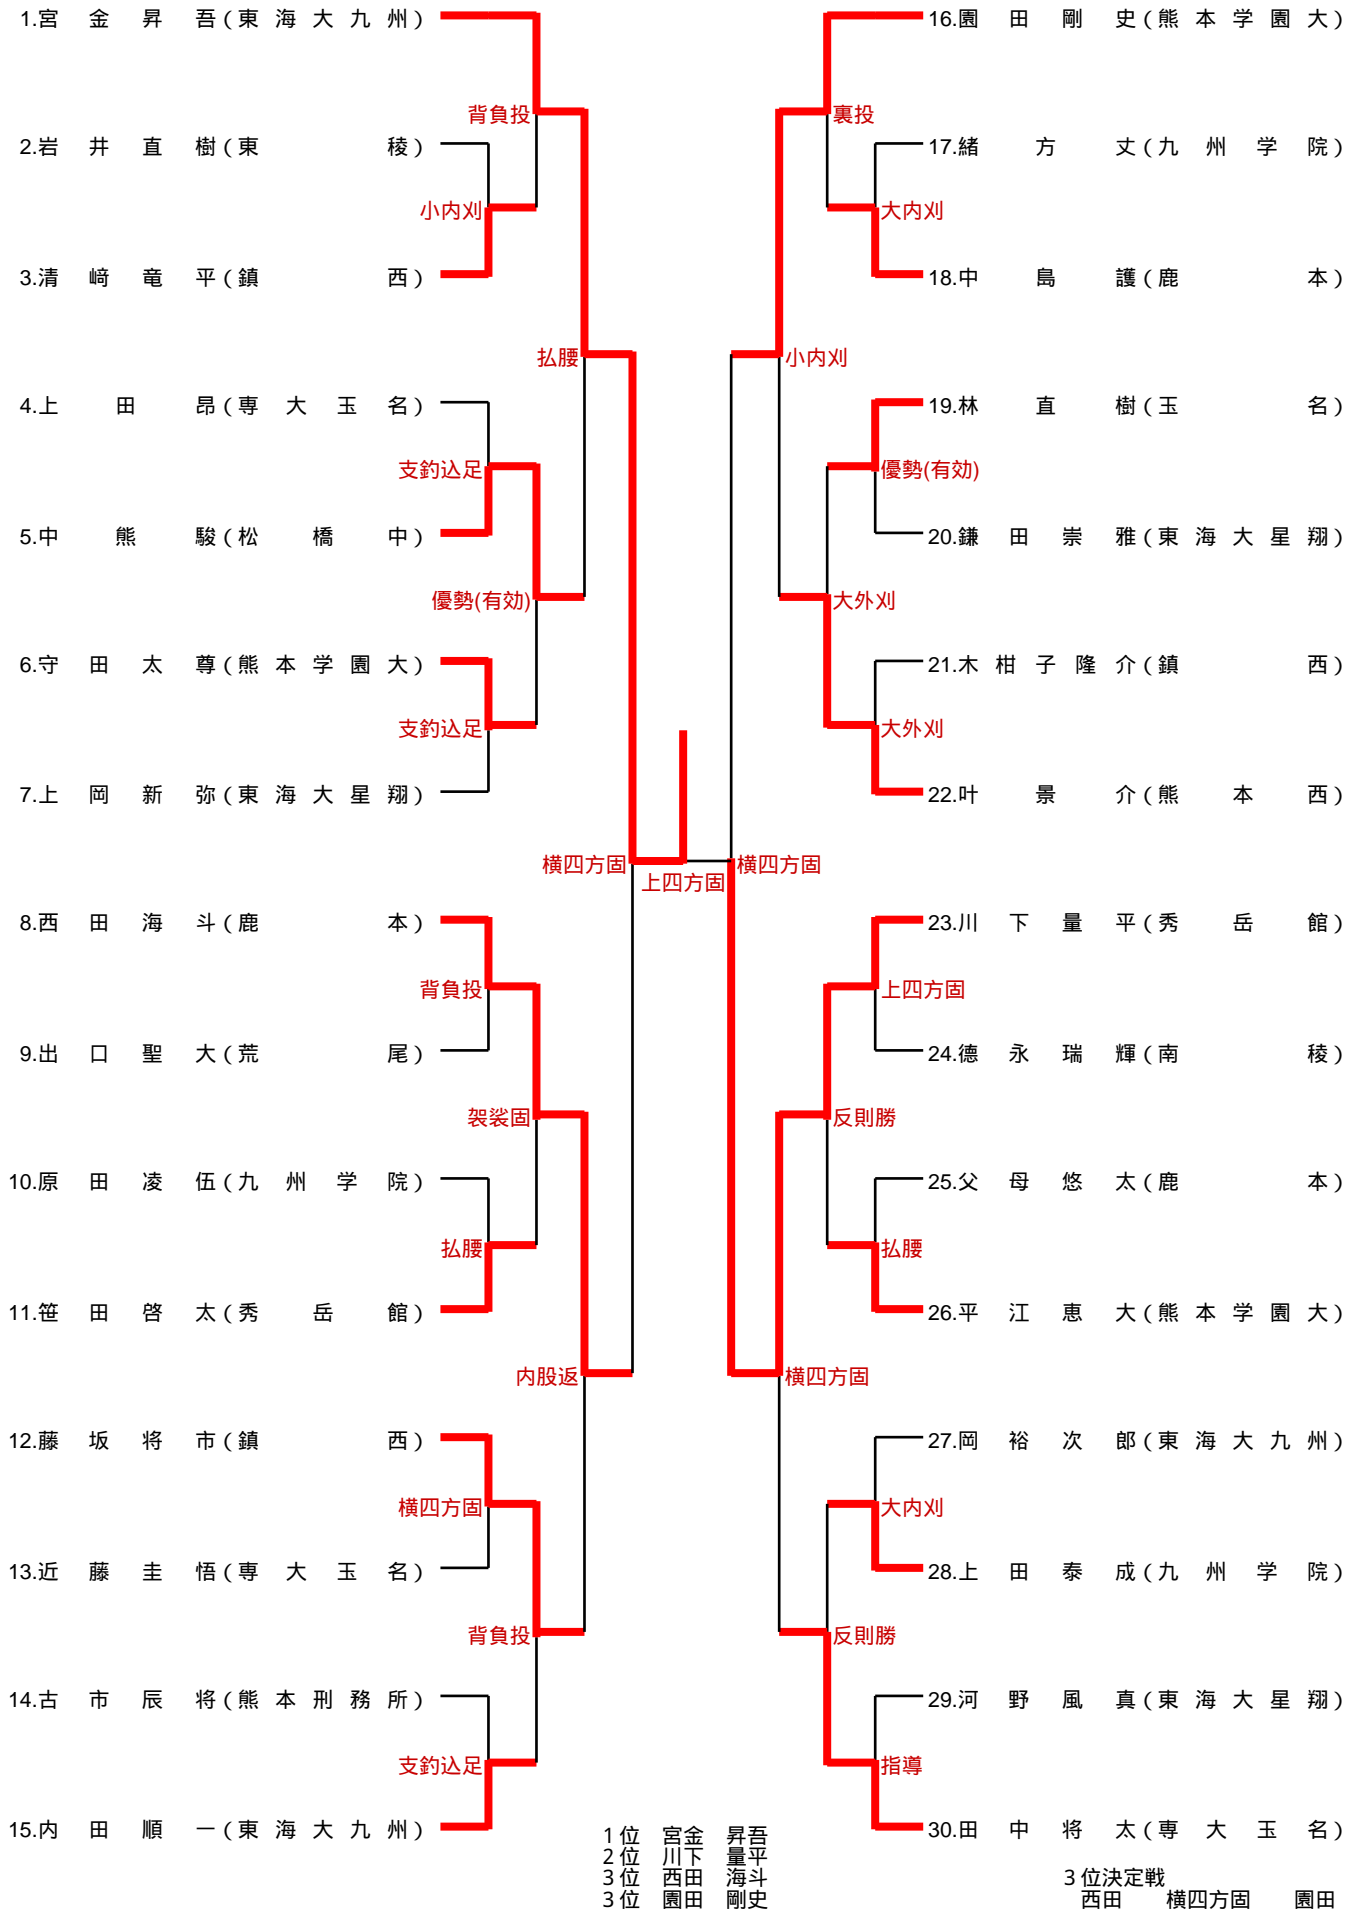 1.宮金昇吾(東海大九州)
背負投
2.岩井直樹(東稜)
小内刈
3.清﨑竜平(鎮西)
払腰
4.上田昂(専大玉名)
支釣込足
5.中熊駿(松橋中)
優勢(有効)
6.守田太尊(熊本学園大)
支釣込足
7.上岡新弥(東海大星翔)
横四方固
8.西田海斗(鹿本)
背負投
9.出口聖大(荒尾)
袈裟固
10.原田凌伍(九州学院)
払腰
11.笹田啓太(秀岳館)
内股返
12.藤坂将市(鎮西)
横四方固
13.近藤圭悟(専大玉名)
背負投
14.古市辰将(熊本刑務所)
支釣込足
15.内田順一(東海大九州)
上四方固
16.園田剛史(熊本学園大)
裏投
17.緒方丈(九州学院)
大内刈
18.中島護(鹿本)
小内刈
19.林直樹(玉名)
優勢(有効)
20.鎌田崇雅(東海大星翔)
大外刈
21.木柑子隆介(鎮西)
大外刈
22.叶景介(熊本西)
横四方固
23.川下量平(秀岳館)
上四方固
24.德永瑞輝(南稜)
反則勝
25.父母悠太(鹿本)
払腰
26.平江恵大(熊本学園大)
横四方固
27.岡裕次郎(東海大九州)
大内刈
28.上田泰成(九州学院)
反則勝
29.河野風真(東海大星翔)
指導
30.田中将太(専大玉名)
1位 宮金 昇吾
2位 川下 量平
3位 西田 海斗
3位 園田 剛史
3位決定戦
西田 横四方固 園田